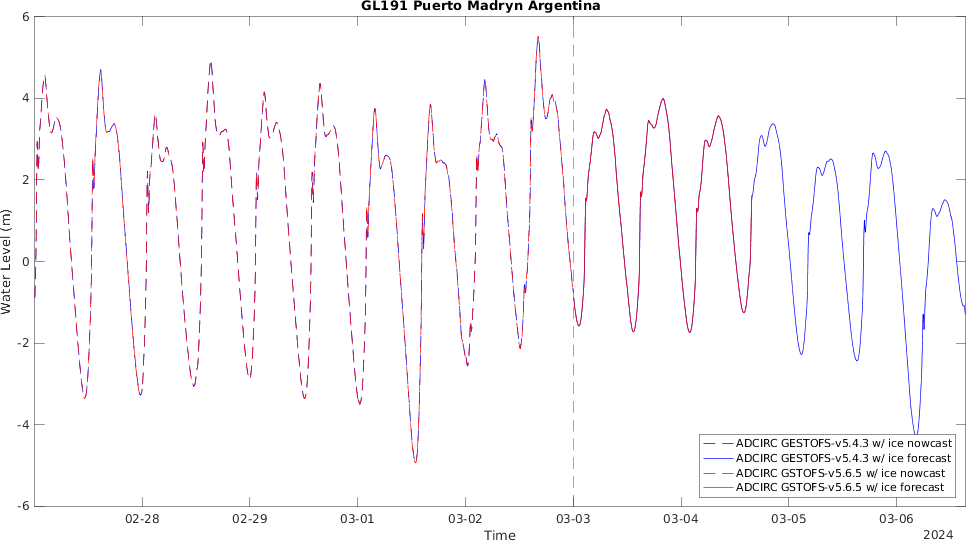 GL191 Puerto Madryn Argentina
6
4
2
0
-2
-4
-6
Water Level (m)
ADCIRC GESTOFS-v5.4.3 w/ ice nowcast
ADCIRC GESTOFS-v5.4.3 w/ ice forecast
ADCIRC GSTOFS-v5.6.5 w/ ice nowcast
ADCIRC GSTOFS-v5.6.5 w/ ice forecast
02-28 02-29 03-01 03-02 03-03 03-04 03-05 03-06
Time
2024